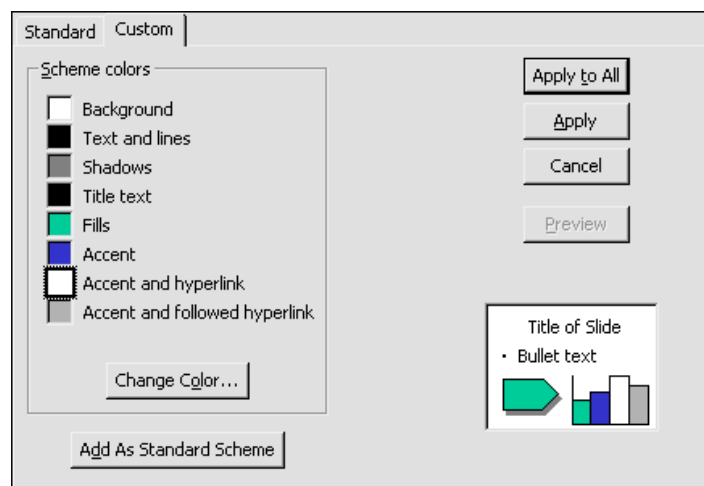 Standard Custom
Scheme colors
Background
Text and lines
Shadows
Title text
Fills
Accent
Accent and hyperlink
Accent and followed hyperlink
Change Color...
Add As Standard Scheme
Apply to All
Apply
Cancel
Preview
Title of Slide
· Bullet text